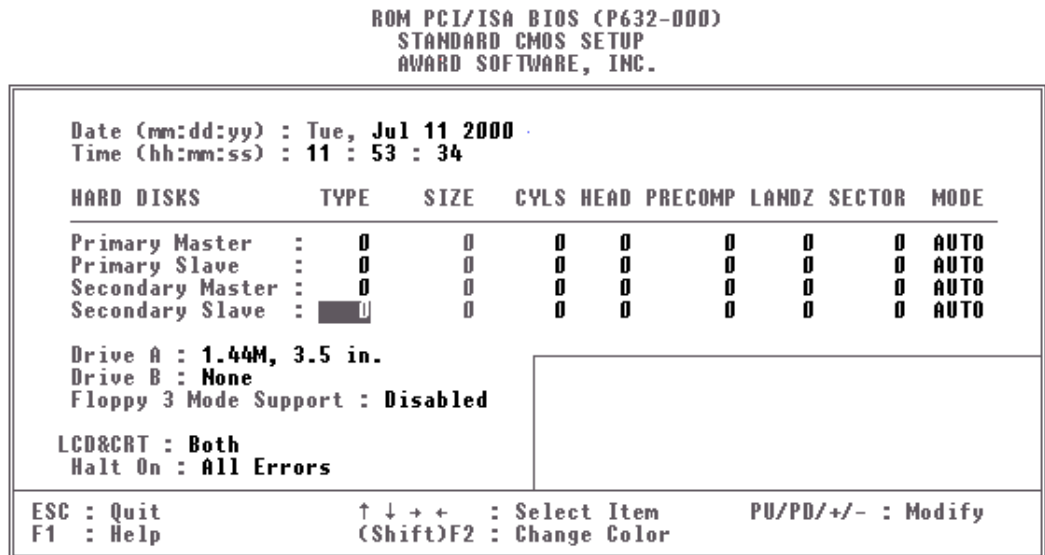 ROM PCI/ISA BIOS (P632-000)
STANDARD CMOS SETUP
AWARD SOFTWARE, INC.
Date (mm:dd:yy) : Tue, Jul 11 2000
Time (hh:mm:ss) : 11 : 53 : 34
HARD DISKS TYPE SIZE CYLS HEAD PRECOMP LANDZ SECTOR MODE
Primary Master : 0 0 0 0 0 0 0 AUTO
Primary Slave : 0 0 0 0 0 0 0 AUTO
Secondary Master : 0 0 0 0 0 0 0 AUTO
Secondary Slave : 0 0 0 0 0 0 0 AUTO
Drive A : 1.44M, 3.5 in.
Drive B : None
Floppy 3 Mode Support : Disabled
LCD&CRT : Both
Halt On : All Errors
ESC : Quit ↑ ↓ → ← : Select Item PU/PD/+/- : Modify
F1 : Help (Shift)F2 : Change Color